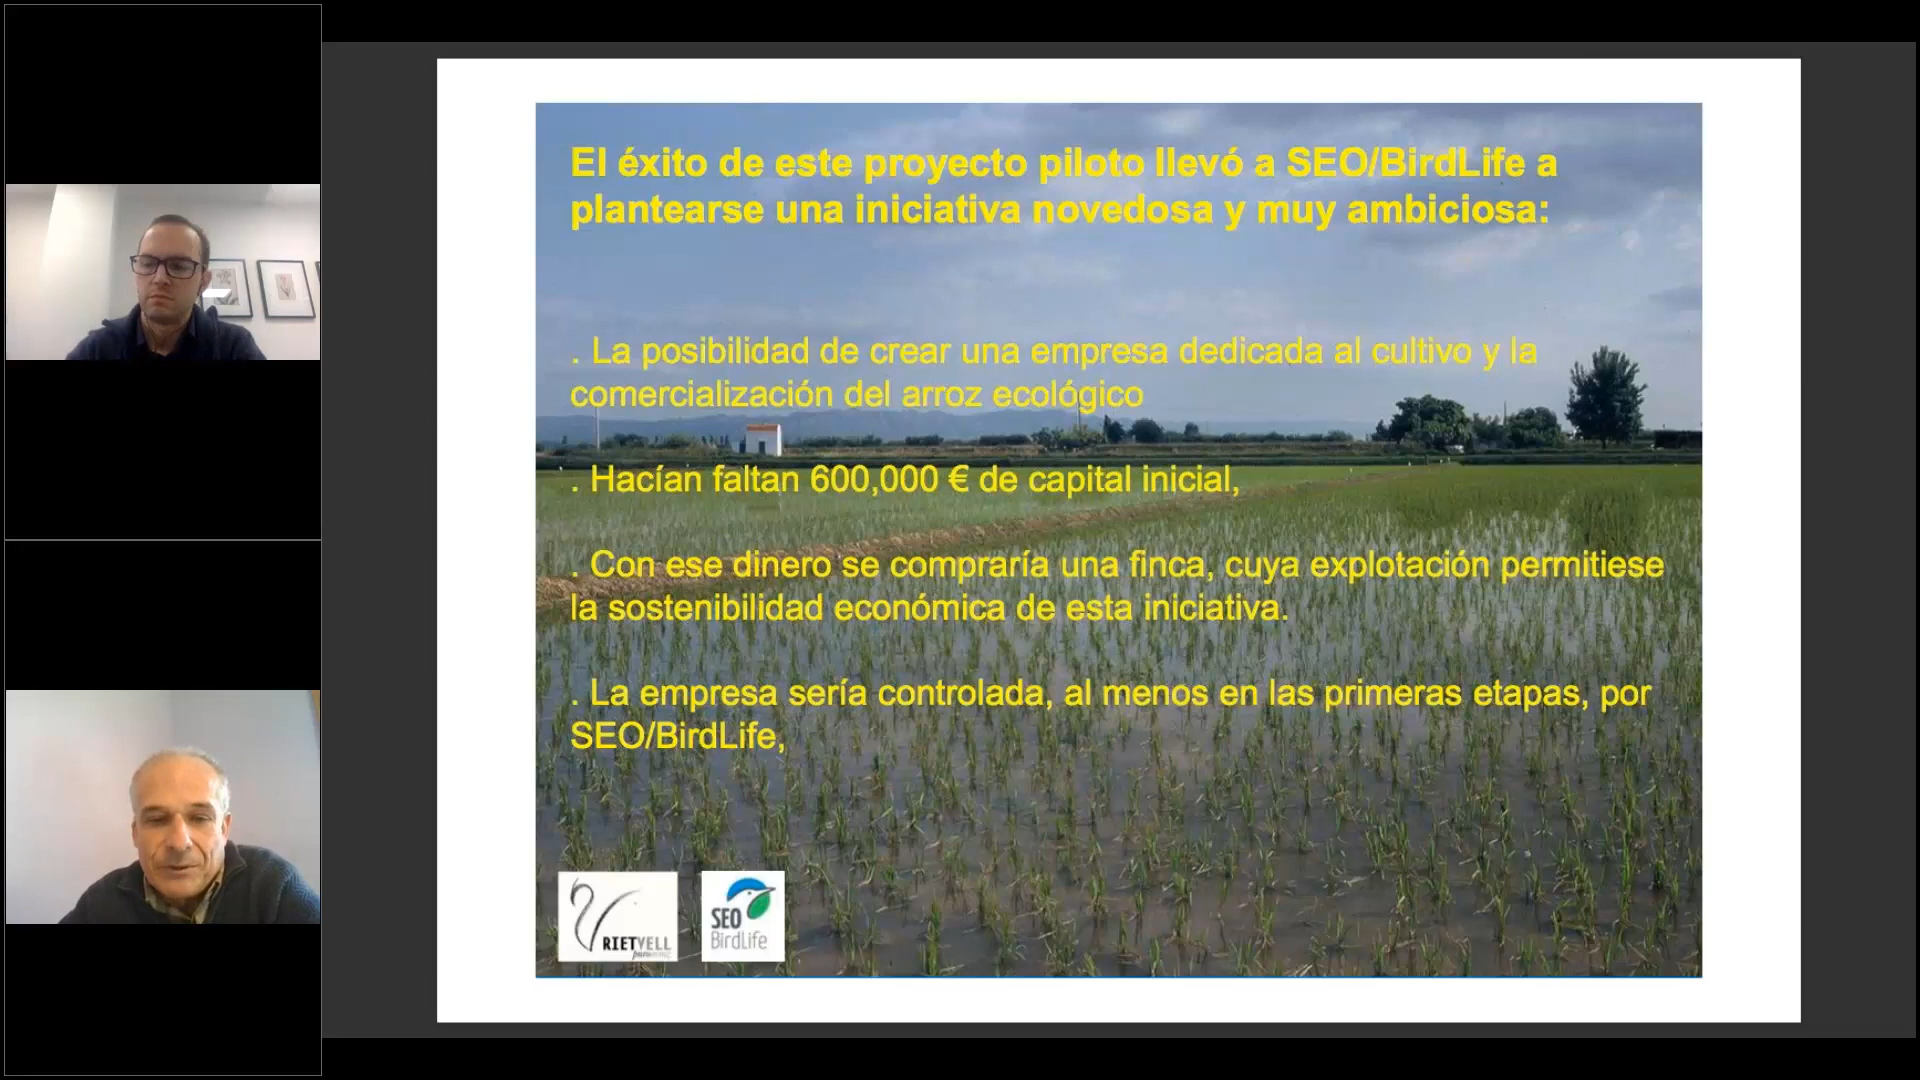 El éxito de este proyecto piloto llevó a SEO/BirdLife a
plantearse una iniciativa novedosa y muy ambiciosa:
. La posibilidad de crear una empresa dedicada al cultivo y la
comercialización del arroz ecológico
. Hacían faltan 600,000 € de capital inicial,
. Con ese dinero se compraría una finca, cuya explotación permitiese
la sostenibilidad económica de esta iniciativa.
. La empresa sería controlada, al menos en las primeras etapas, por
SEO/BirdLife,
RIETVELL
SEO
BirdLife